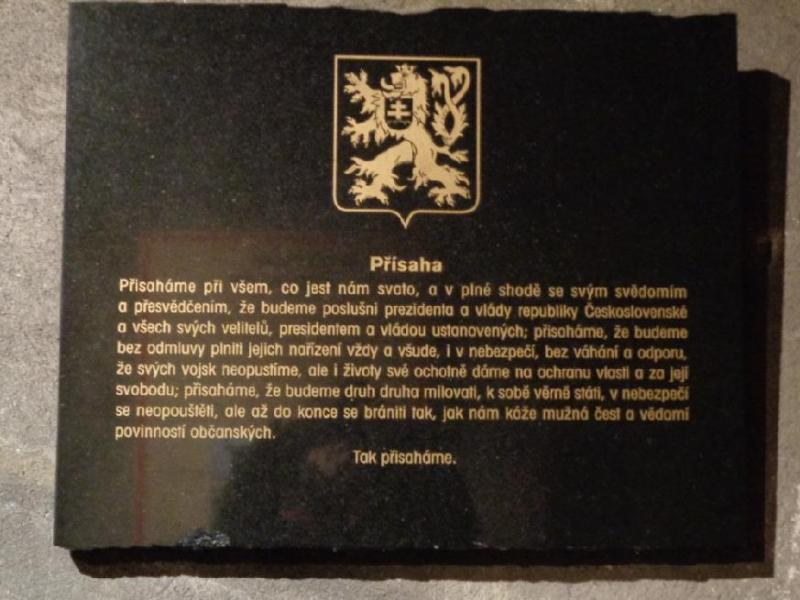 Přísaha
Přisaháme při všem, co jest nám svato, a v plné shodě se svým svědomím
a přesvědčením, že budeme poslušni prezidenta a vlády republiky Československé
a všech svých velitelů, presidentem a vládou ustanovených; přisaháme, že budeme
bez odmluvy plniti jejich nařízení vždy a všude, i v nebezpečí, bez váhání a odporu,
že svých vojsk neopustíme, ale i životy své ochotně dáme na ochranu vlasti a za její
svobodu; přisaháme, že budeme druh druha milovati, k sobě věrně státi, v nebezpečí
se neopouštěti, ale až do konce se brániti tak, jak nám káže mužná čest a vědomí
povinností občanských.
Tak přisaháme.